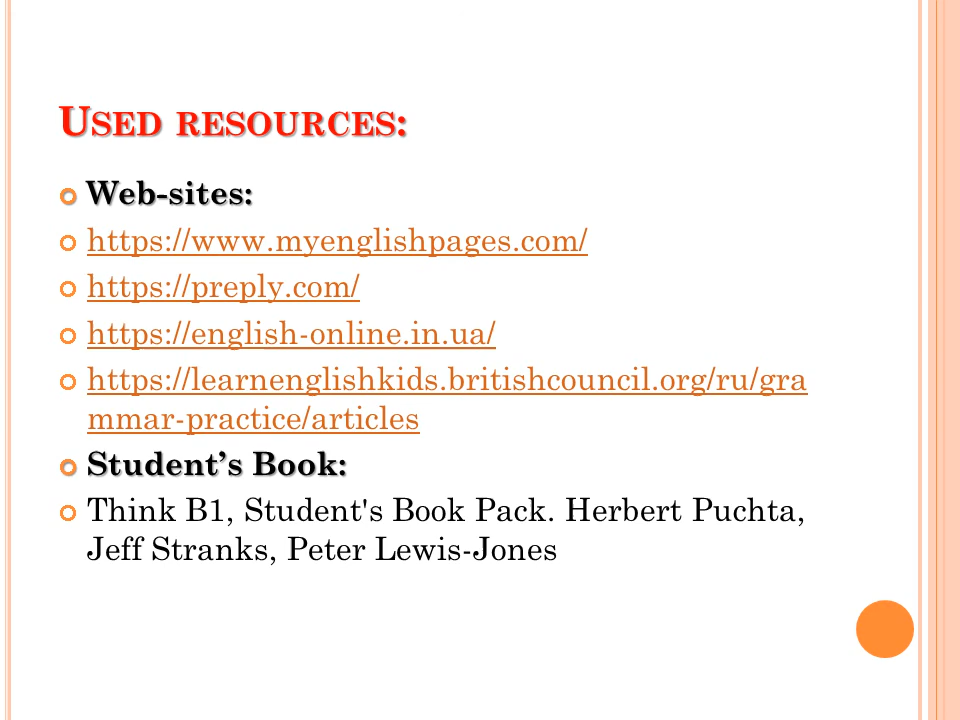 USED RESOURCES:
Web-sites:
https://www.myenglishpages.com/
https://preply.com/
https://english-online.in.ua/
https://learnenglishkids.britishcouncil.org/ru/gra
mmar-practice/articles
Student’s Book:
Think B1, Student's Book Pack. Herbert Puchta,
Jeff Stranks, Peter Lewis-Jones